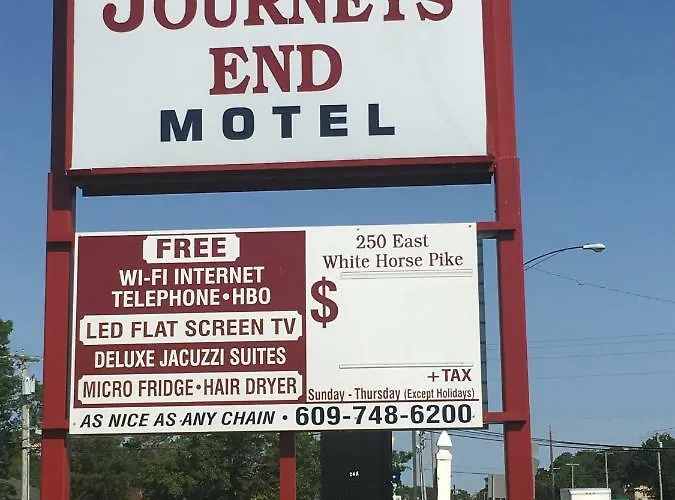 JOURNEYS
END
MOTEL
FREE
WI-FI INTERNET
TELEPHONE•HBO
LED FLAT SCREEN TV
DELUXE JACUZZI SUITES
MICRO FRIDGE•HAIR DRYER
250 East
White Horse Pike
$
+TAX
Sunday - Thursday (Except Holidays)
AS NICE AS ANY CHAIN • 609-748-6200